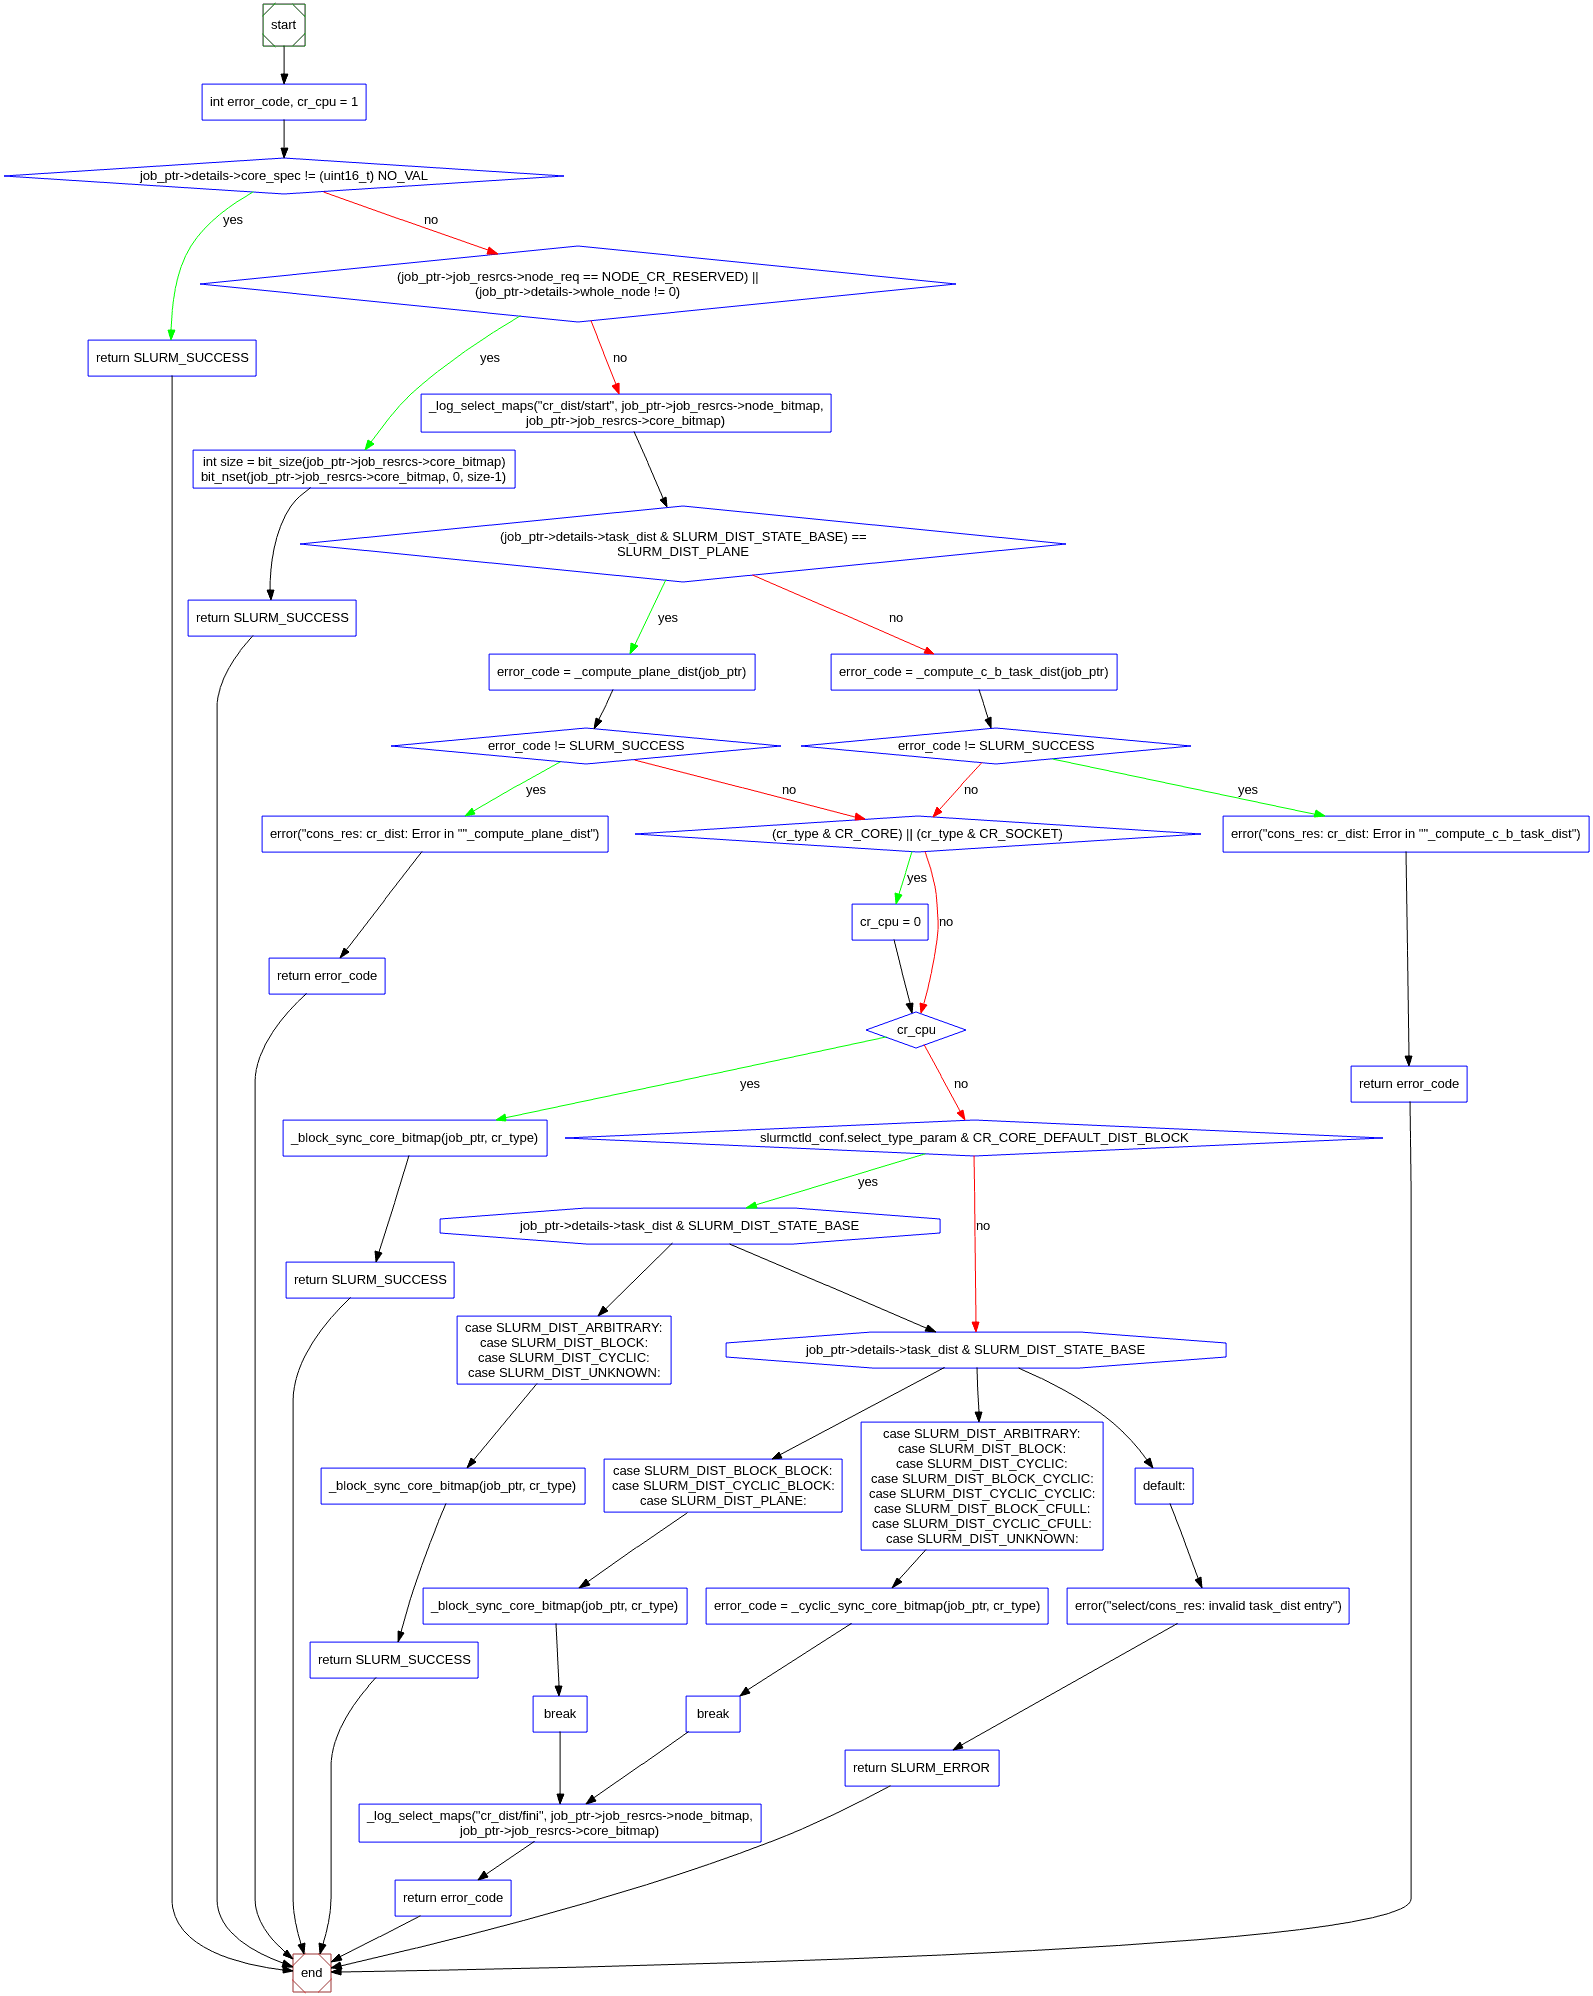 start
int error_code, cr_cpu = 1
job_ptr->details->core_spec != (uint16_t) NO_VAL
yes
no
(job_ptr->job_resrcs->node_req == NODE_CR_RESERVED) ||
(job_ptr->details->whole_node != 0)
return SLURM_SUCCESS
yes
no
_log_select_maps("cr_dist/start", job_ptr->job_resrcs->node_bitmap,
job_ptr->job_resrcs->core_bitmap)
int size = bit_size(job_ptr->job_resrcs->core_bitmap)
bit_nset(job_ptr->job_resrcs->core_bitmap, 0, size-1)
(job_ptr->details->task_dist & SLURM_DIST_STATE_BASE) ==
SLURM_DIST_PLANE
return SLURM_SUCCESS
yes
no
error_code = _compute_plane_dist(job_ptr)
error_code = _compute_c_b_task_dist(job_ptr)
error_code != SLURM_SUCCESS
error_code != SLURM_SUCCESS
yes
no
no
yes
error("cons_res: cr_dist: Error in ""_compute_plane_dist")
(cr_type & CR_CORE) || (cr_type & CR_SOCKET)
error("cons_res: cr_dist: Error in ""_compute_c_b_task_dist")
yes
cr_cpu = 0
no
return error_code
cr_cpu
yes
no
return error_code
_block_sync_core_bitmap(job_ptr, cr_type)
slurmctld_conf.select_type_param & CR_CORE_DEFAULT_DIST_BLOCK
yes
job_ptr->details->task_dist & SLURM_DIST_STATE_BASE
no
return SLURM_SUCCESS
case SLURM_DIST_ARBITRARY:
case SLURM_DIST_BLOCK:
case SLURM_DIST_CYCLIC:
case SLURM_DIST_UNKNOWN:
job_ptr->details->task_dist & SLURM_DIST_STATE_BASE
_block_sync_core_bitmap(job_ptr, cr_type)
case SLURM_DIST_BLOCK_BLOCK:
case SLURM_DIST_CYCLIC_BLOCK:
case SLURM_DIST_PLANE:
case SLURM_DIST_ARBITRARY:
case SLURM_DIST_BLOCK:
case SLURM_DIST_CYCLIC:
case SLURM_DIST_BLOCK_CYCLIC:
case SLURM_DIST_CYCLIC_CYCLIC:
case SLURM_DIST_BLOCK_CFULL:
case SLURM_DIST_CYCLIC_CFULL:
case SLURM_DIST_UNKNOWN:
default:
_block_sync_core_bitmap(job_ptr, cr_type)
error_code = _cyclic_sync_core_bitmap(job_ptr, cr_type)
error("select/cons_res: invalid task_dist entry")
return SLURM_SUCCESS
break
break
return SLURM_ERROR
_log_select_maps("cr_dist/fini", job_ptr->job_resrcs->node_bitmap,
job_ptr->job_resrcs->core_bitmap)
return error_code
end